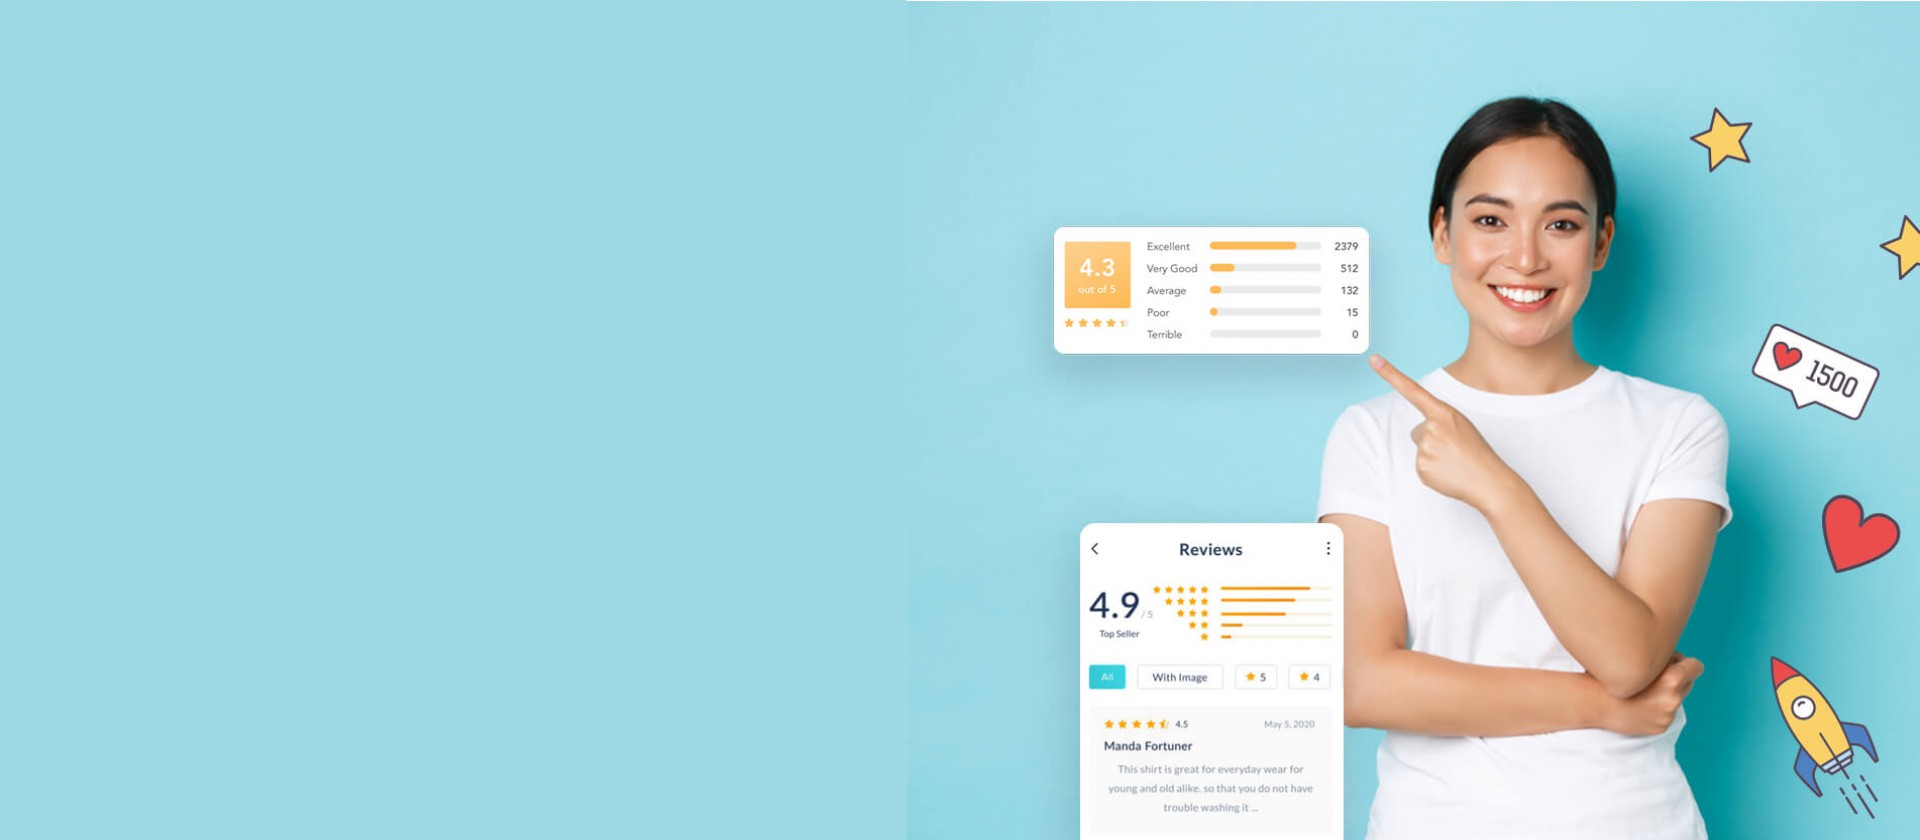 4.3
out of 5
Excellent 2379
Very Good 512
Average 132
Poor 15
Terrible 0
1500
Reviews
4.9 / 5
Top Seller
All With Image 5 4
4.5 May 5, 2020
Manda Fortuner
This shirt is great for everyday wear for
young and old alike. so that you do not have
trouble washing it ...